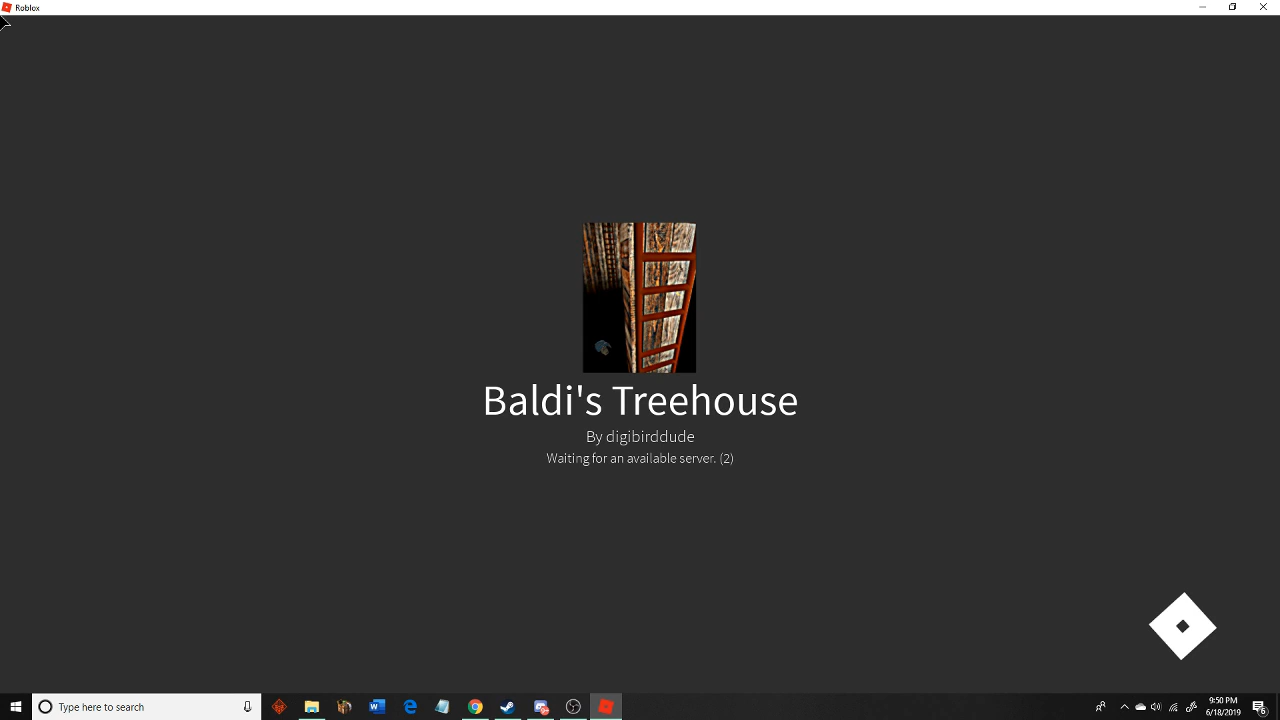 Roblox
Baldi's Treehouse
By digibirddude
Waiting for an available server. (2)
Type here to search
9:50 PM
6/18/2019
6